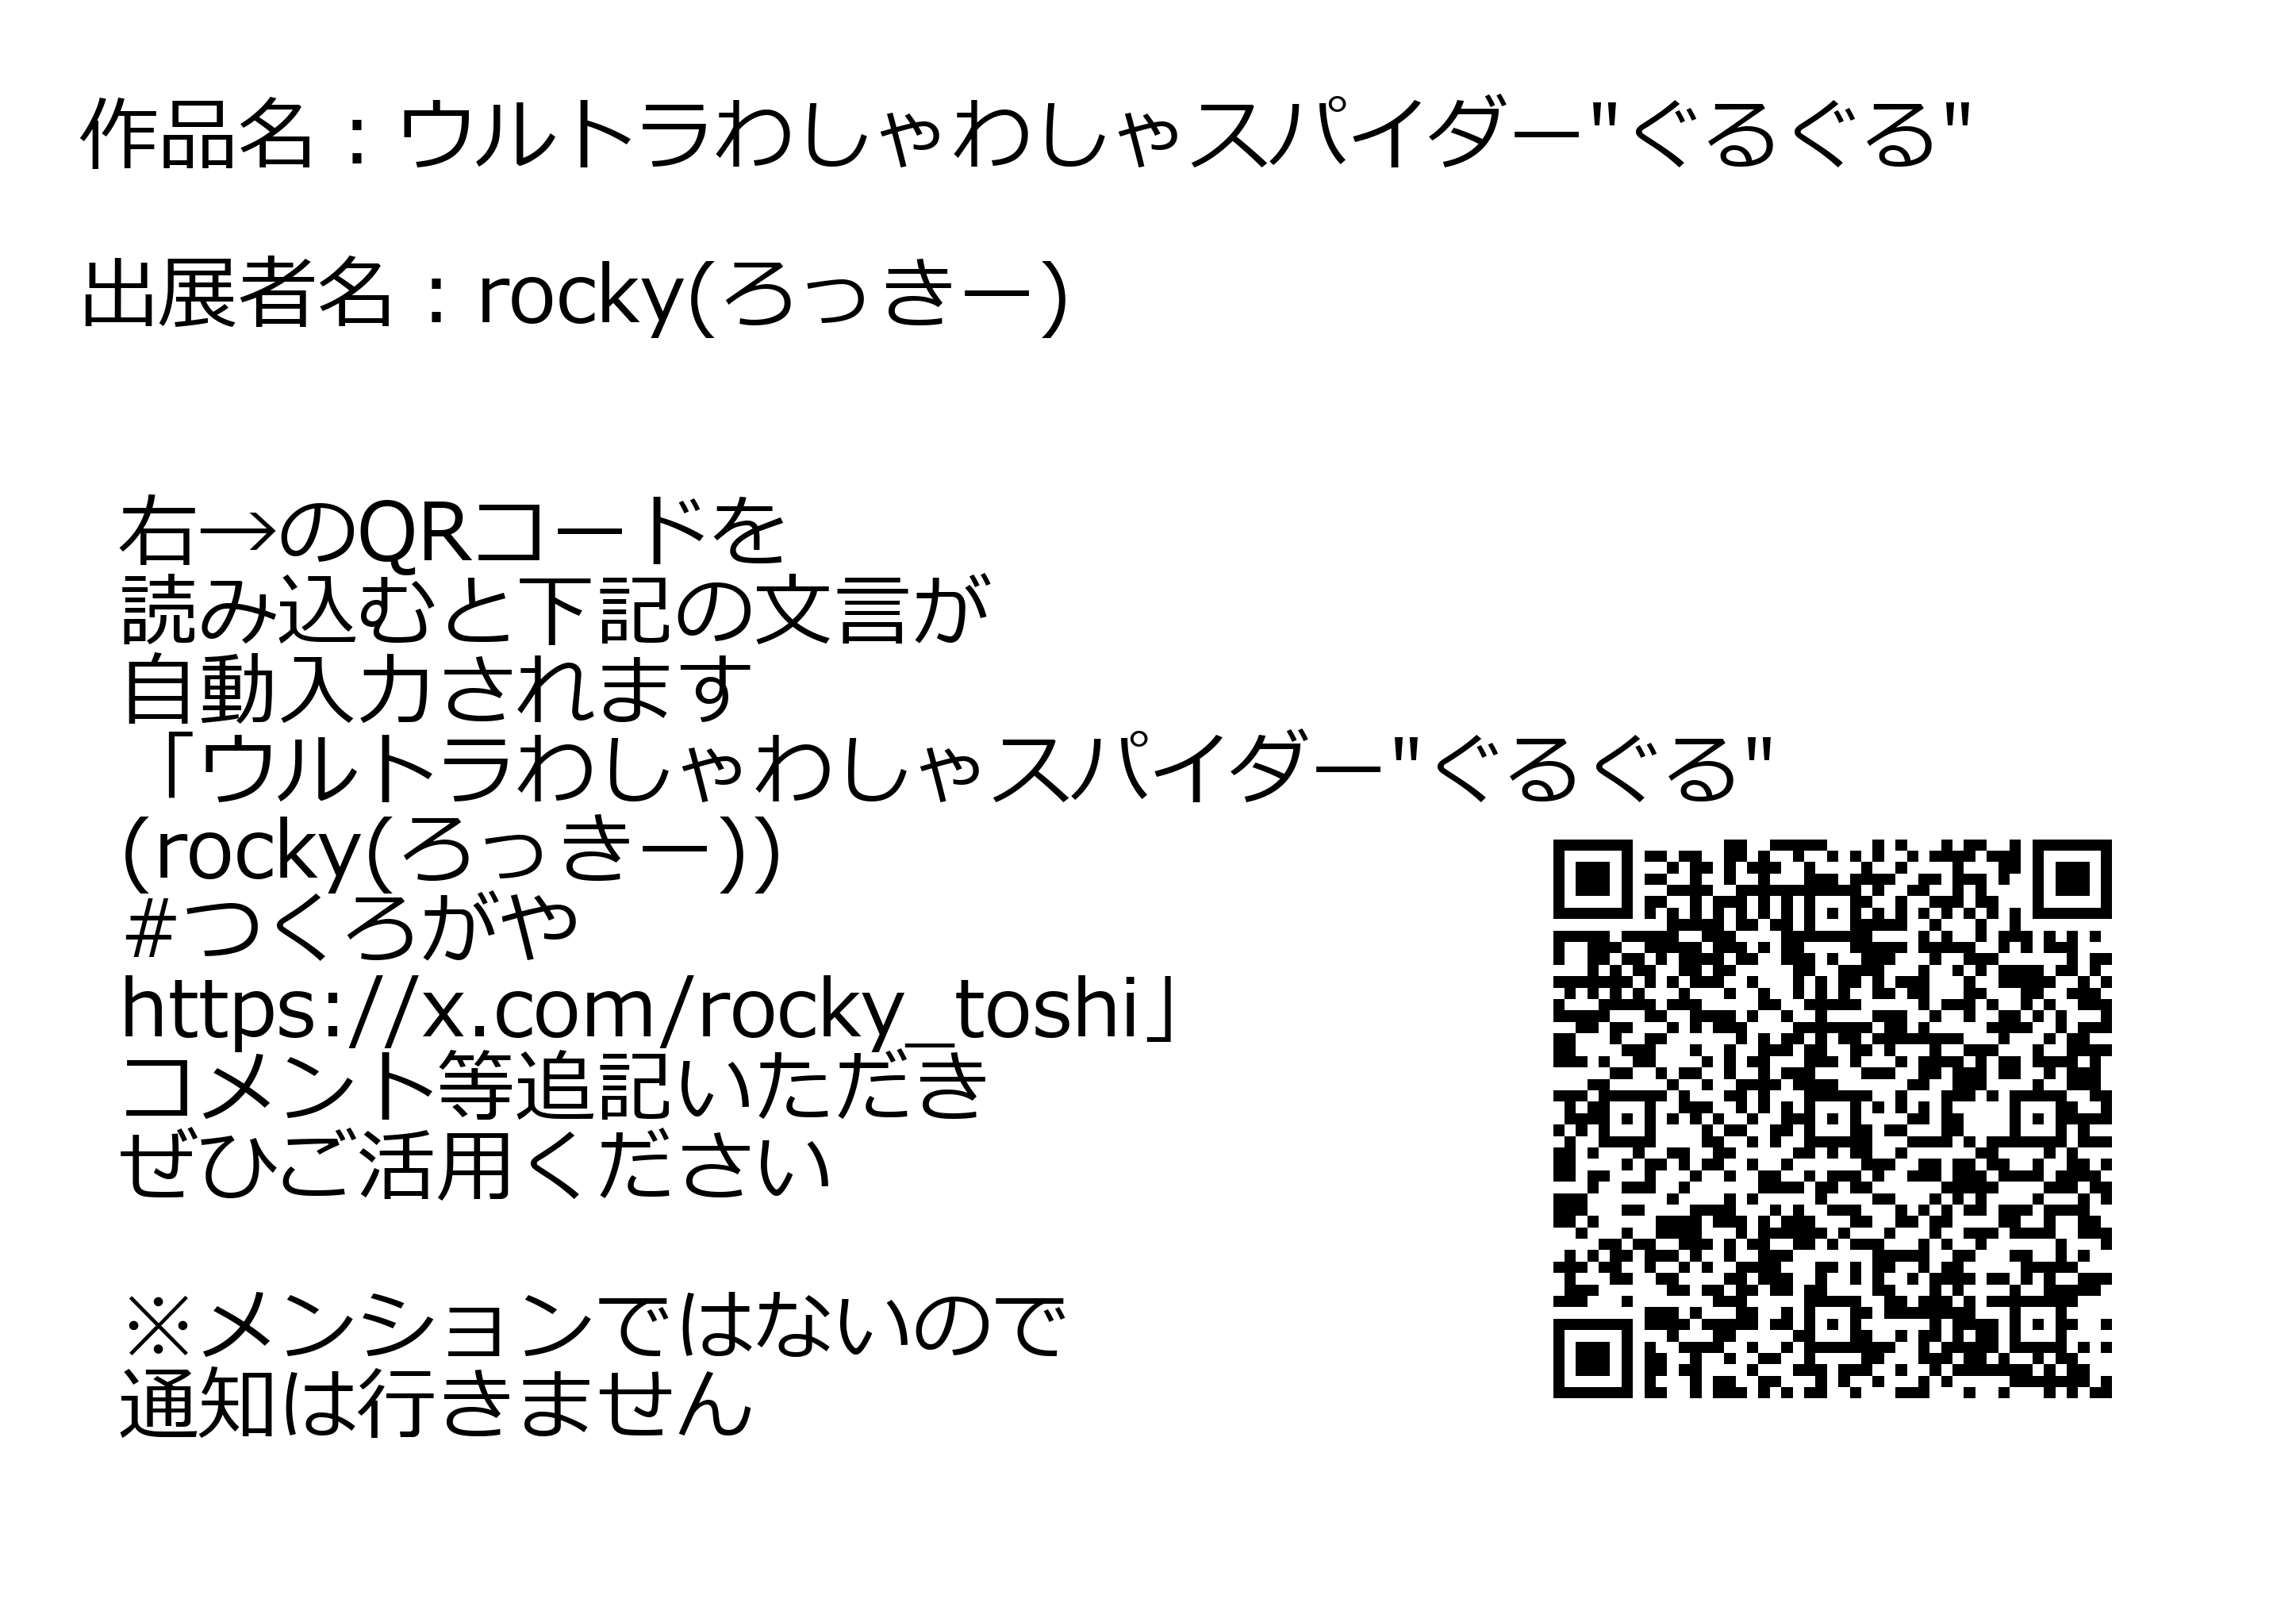 作品名：ウルトラわしゃわしゃスパイダー"ぐるぐる"
出展者名：rocky(ろっきー)
右→のQRコードを
読み込むと下記の文言が
自動入力されます
「ウルトラわしゃわしゃスパイダー"ぐるぐる"
(rocky(ろっきー))
#つくろがや
https://x.com/rocky_toshi」
コメント等追記いただき
ぜひご活用ください
※メンションではないので
通知は行きません